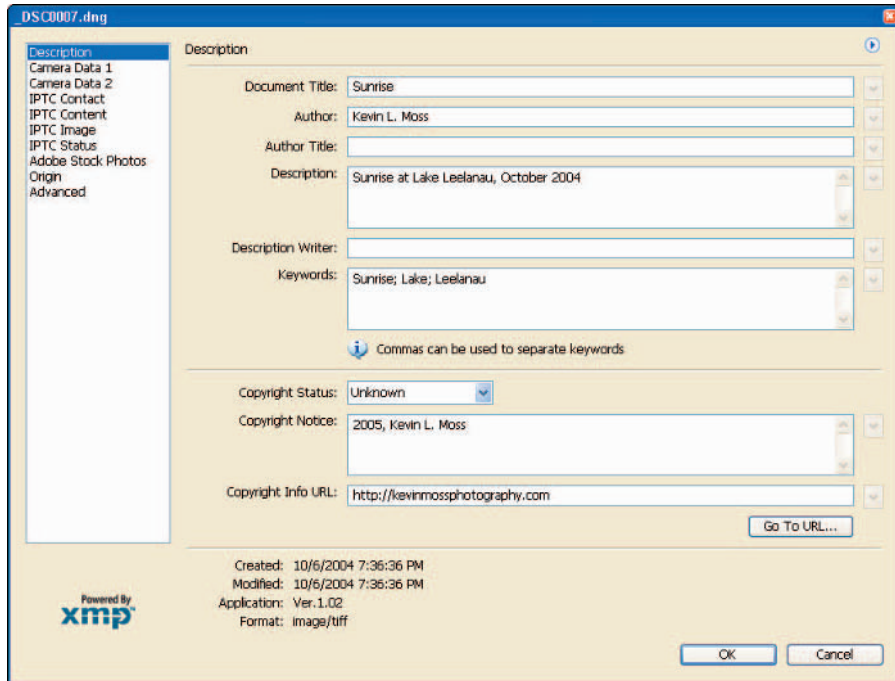 _DSC0007.dng
Description
Camera Data 1
Camera Data 2
IPTC Contact
IPTC Content
IPTC Image
IPTC Status
Adobe Stock Photos
Origin
Advanced
Description
Document Title: Sunrise
Author: Kevin L. Moss
Author Title:
Description: Sunrise at Lake Leelanau, October 2004
Description Writer:
Keywords: Sunrise; Lake; Leelanau
Commas can be used to separate keywords
Copyright Status: Unknown
Copyright Notice: 2005, Kevin L. Moss
Copyright Info URL: http://kevinmossphotography.com
Go To URL...
Created: 10/6/2004 7:36:36 PM
Modified: 10/6/2004 7:36:36 PM
Application: Ver.1.02
Format: image/tiff
Powered By
xmp™
OK Cancel